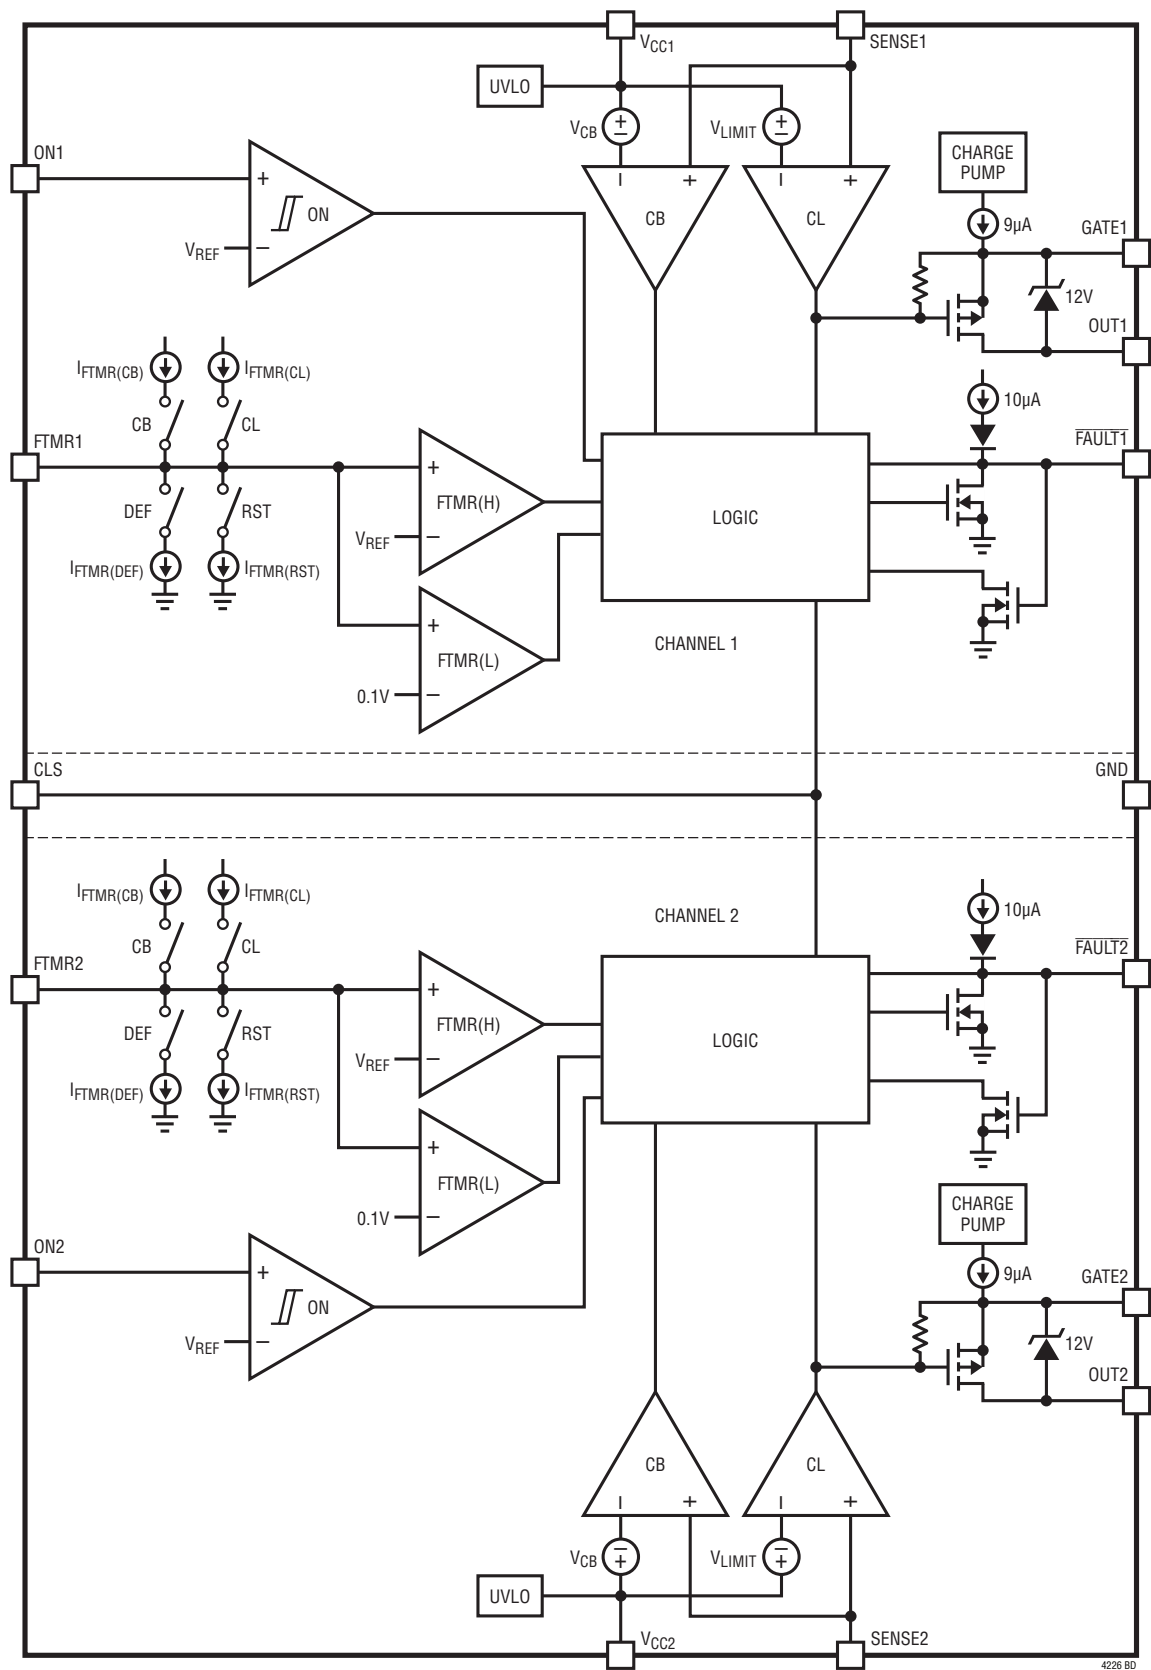 VCC1
SENSE1
UVLO
VCB
+
−
VLIMIT
+
−
ON1
CHARGE
PUMP
+
ON
VREF
−
−
+
CB
−
+
CL
9µA
GATE1
12V
OUT1
IFTMR(CB)
IFTMR(CL)
10µA
CB
CL
FTMR1
FAULT1
+
FTMR(H)
VREF
−
DEF
RST
LOGIC
IFTMR(DEF)
IFTMR(RST)
+
FTMR(L)
0.1V
−
CHANNEL 1
CLS
GND
IFTMR(CB)
IFTMR(CL)
CHANNEL 2
10µA
CB
CL
FTMR2
FAULT2
+
FTMR(H)
VREF
−
DEF
RST
LOGIC
IFTMR(DEF)
IFTMR(RST)
+
FTMR(L)
0.1V
−
CHARGE
PUMP
ON2
+
ON
VREF
−
9µA
GATE2
12V
OUT2
CB
−
+
CL
−
+
VCB
−
+
VLIMIT
−
+
UVLO
VCC2
SENSE2
4226 BD